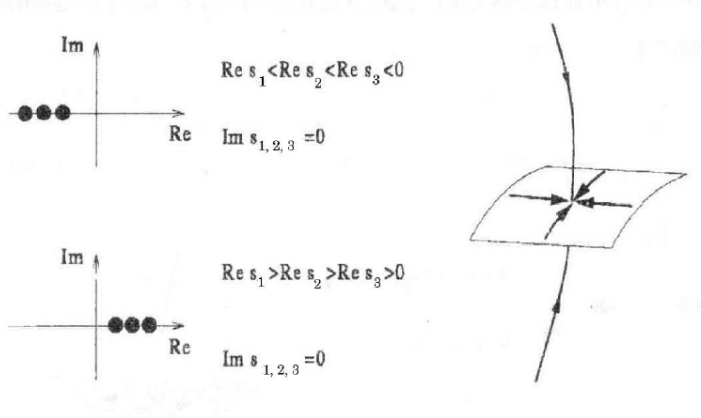 Im
Re s₁<Re s₂<Re s₃<0
Re
Im s₁, ₂, ₃ =0
Im
Re s₁>Re s₂>Re s₃>0
Re
Im s₁, ₂, ₃ =0